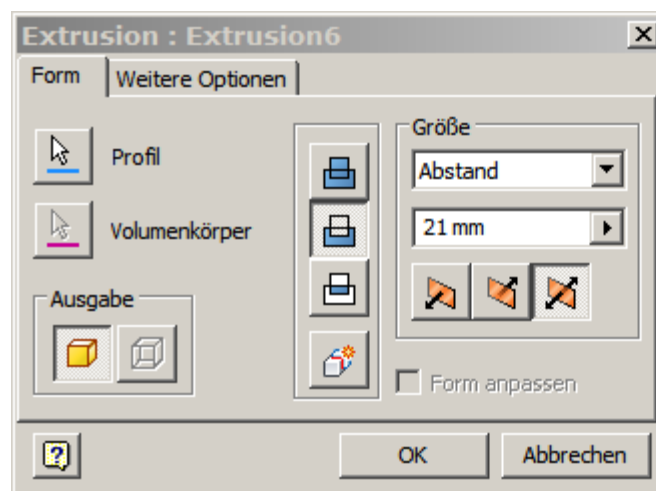 Extrusion : Extrusion6
Form
Weitere Optionen
Profil
Volumenkörper
Ausgabe
Größe
Abstand
21 mm
Form anpassen
OK
Abbrechen